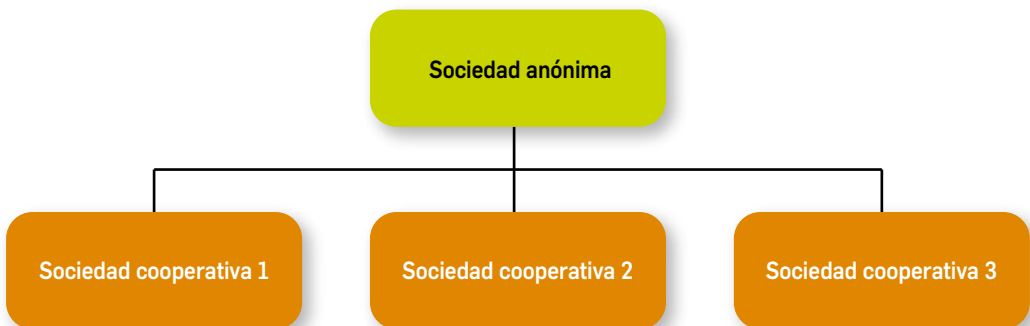 Sociedad anónima
Sociedad cooperativa 1
Sociedad cooperativa 2
Sociedad cooperativa 3